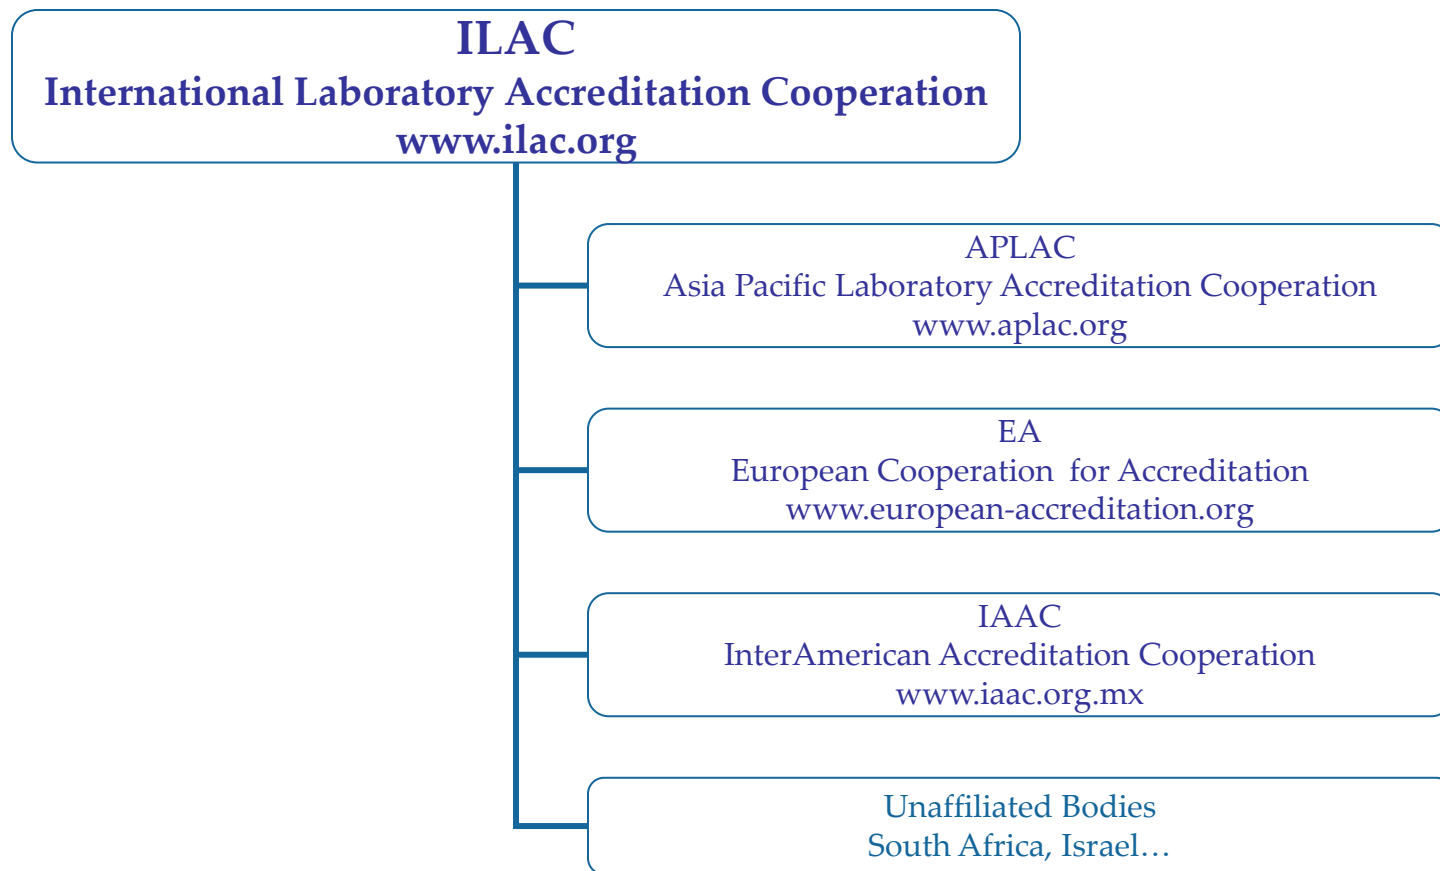 ILAC
International Laboratory Accreditation Cooperation
www.ilac.org
APLAC
Asia Pacific Laboratory Accreditation Cooperation
www.aplac.org
EA
European Cooperation  for Accreditation
www.european-accreditation.org
IAAC
InterAmerican Accreditation Cooperation
www.iaac.org.mx
Unaffiliated Bodies
South Africa, Israel…